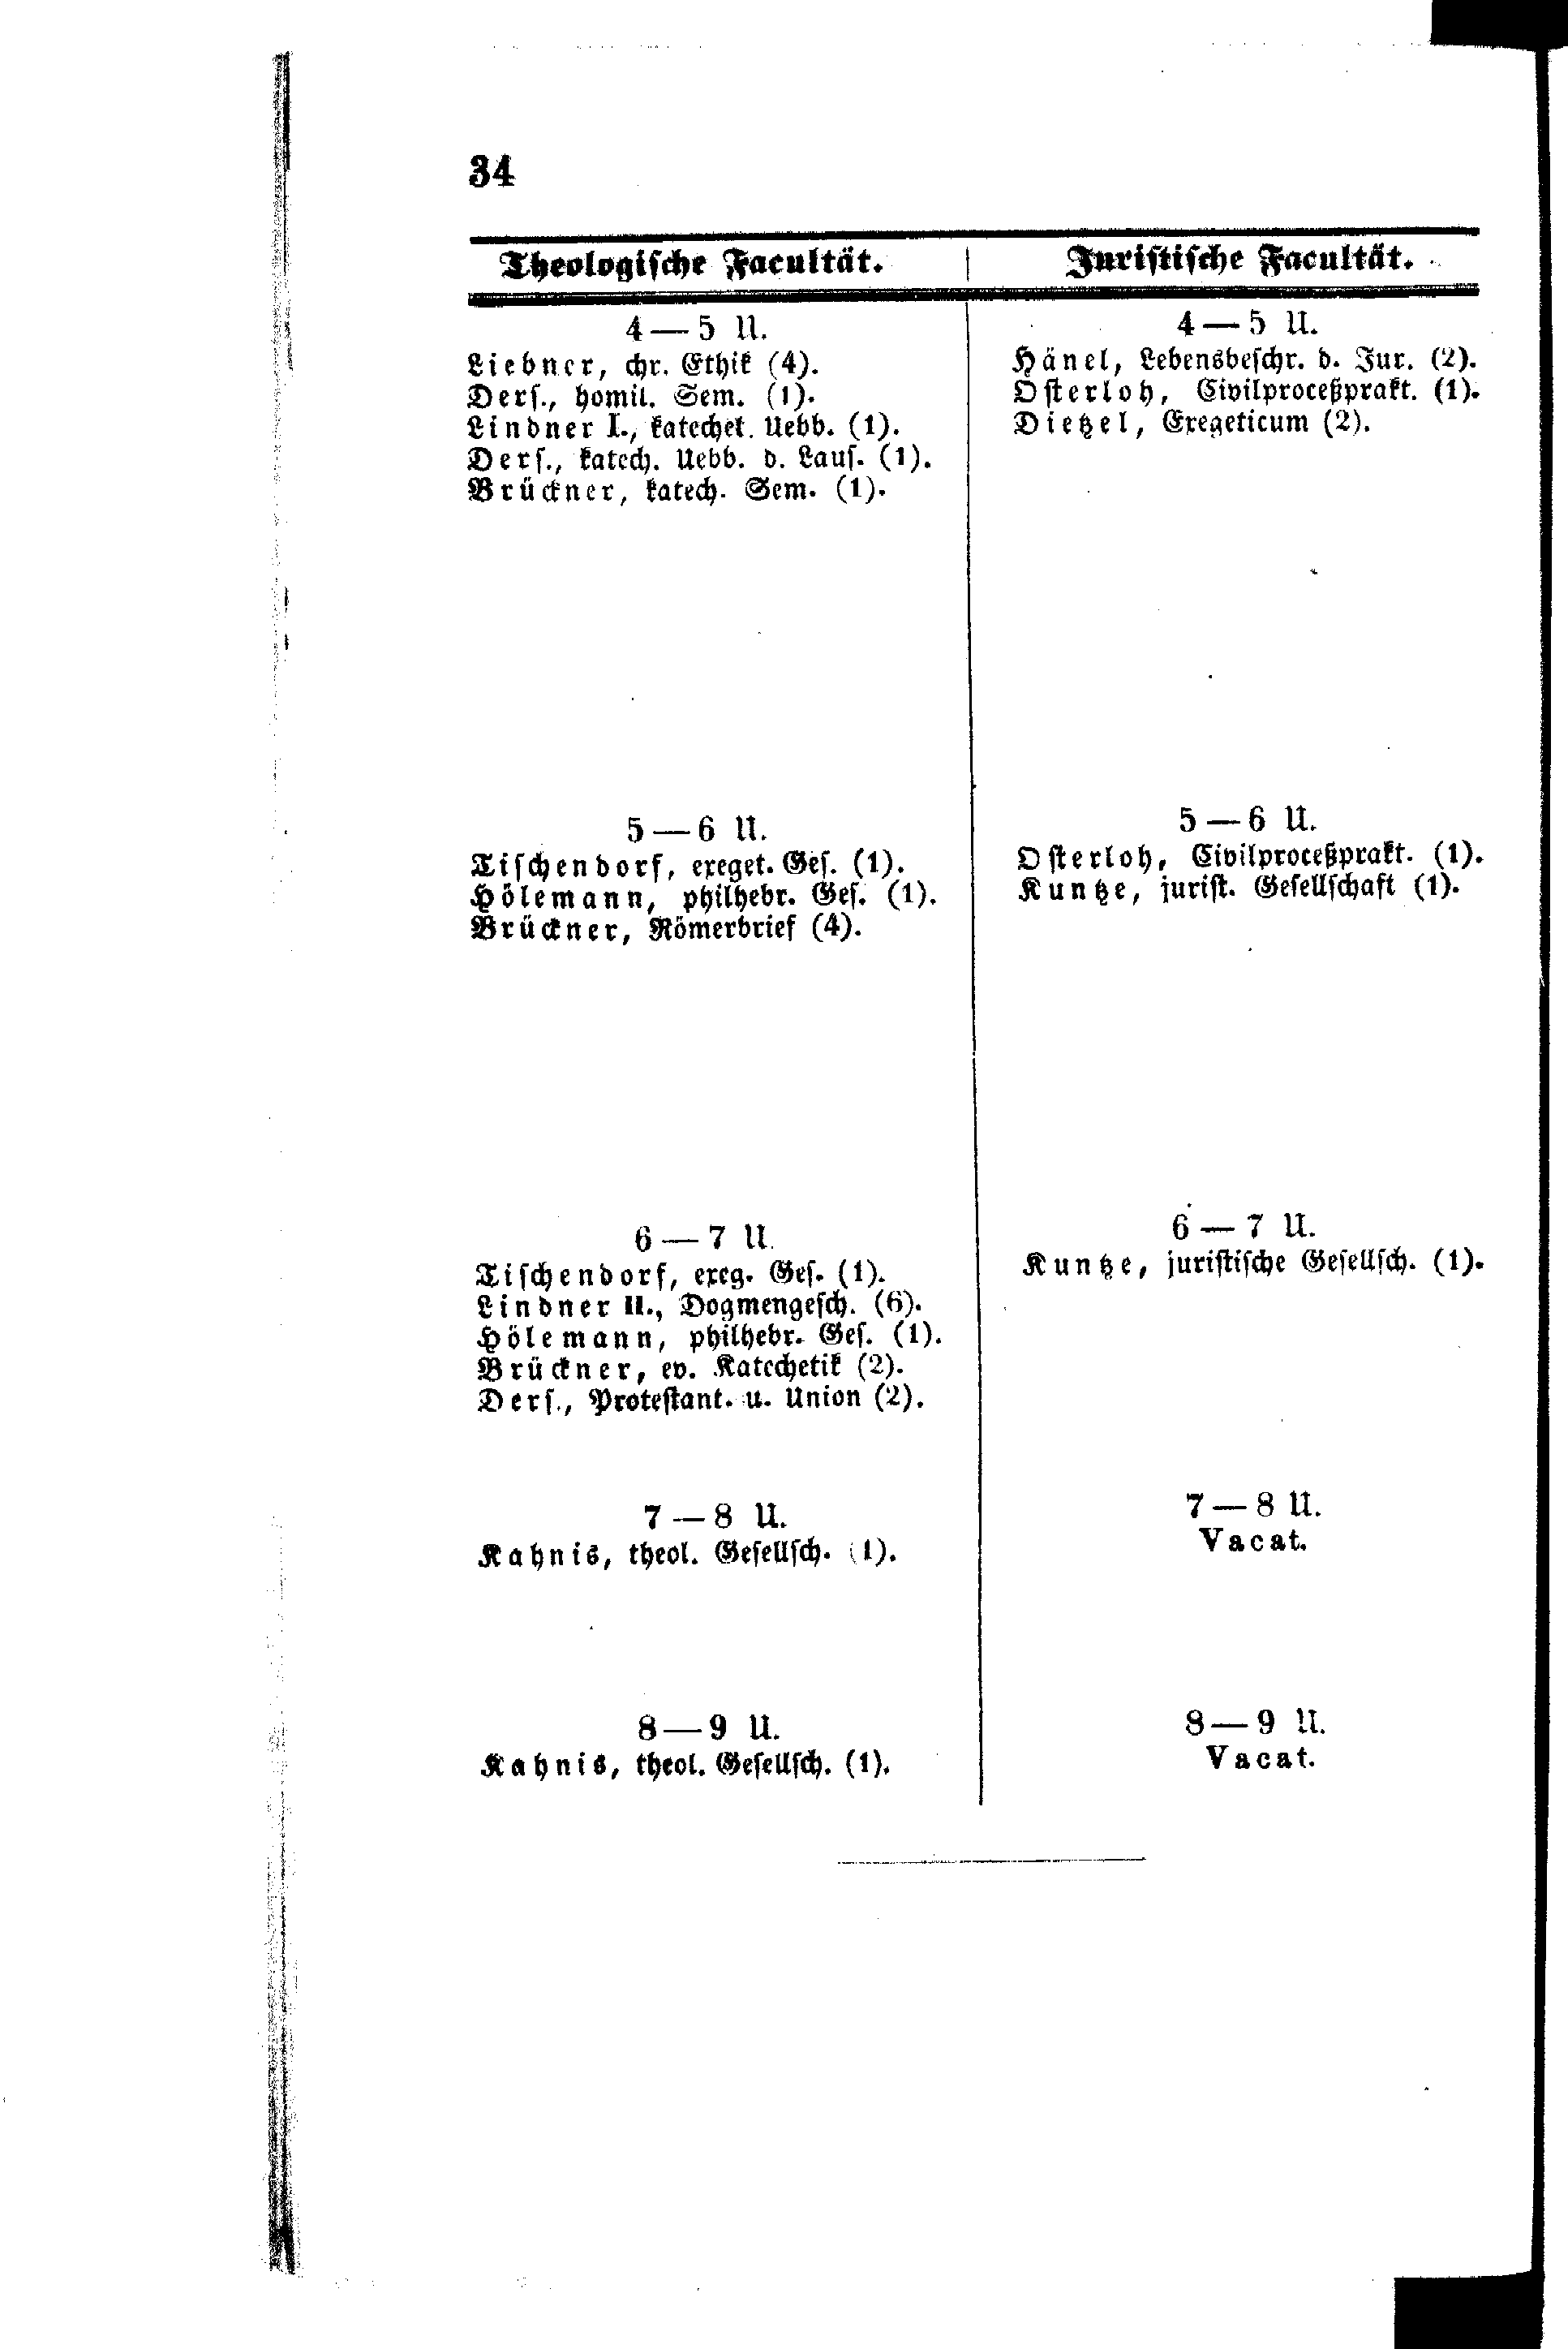 34
Theologische Facultät.
4 — 5 U.
Liebner, chr. Ethik (4).
Ders., homil. Sem. (1).
Lindner I., katechet. Uebb. (1).
Ders., katech. Uebb. d. Laus. (1).
Brückner, katech. Sem. (1).
5 — 6 U.
Tischendorf, exeget. Ges. (1).
Hölemann, philhebr. Ges. (1).
Brückner, Römerbrief (4).
6 — 7 U.
Tischendorf, exeg. Ges. (1).
Lindner II., Dogmengesch. (6).
Hölemann, philhebr. Ges. (1).
Brückner, ev. Katechetik (2).
Ders., Protestant. u. Union (2).
7 — 8 U.
Kahnis, theol. Gesellsch. (1).
8 — 9 U.
Kahnis, theol. Gesellsch. (1).
Juristische Facultät.
4 — 5 U.
Hänel, Lebensbeschr. d. Jur. (2).
Osterloh, Civilproceßprakt. (1).
Dietzel, Exegeticum (2).
5 — 6 U.
Osterloh, Civilproceßprakt. (1).
Kuntze, jurist. Gesellschaft (1).
6 — 7 U.
Kuntze, juristische Gesellsch. (1).
7 — 8 U.
Vacat.
8 — 9 U.
Vacat.